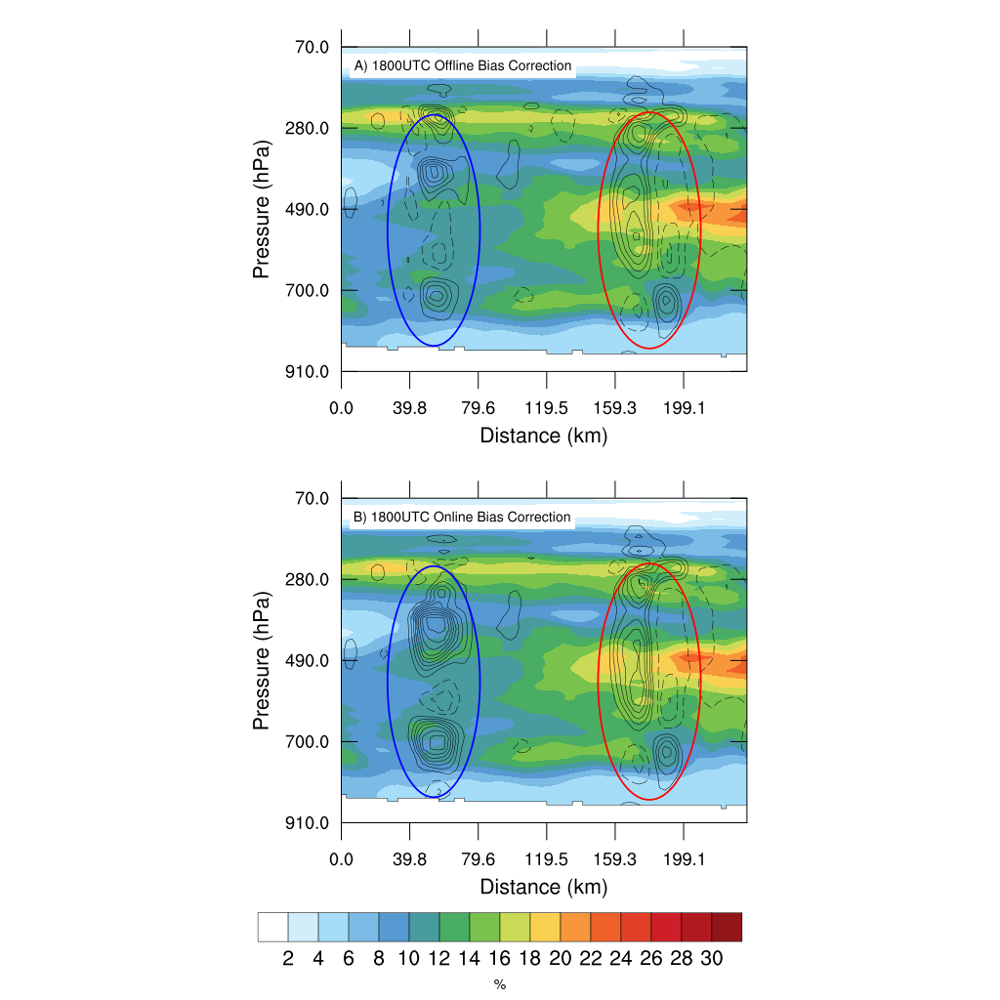 A) 1800UTC Offline Bias Correction
70.0
280.0
490.0
700.0
910.0
Pressure (hPa)
0.0 39.8 79.6 119.5 159.3 199.1
Distance (km)
B) 1800UTC Online Bias Correction
70.0
280.0
490.0
700.0
910.0
Pressure (hPa)
0.0 39.8 79.6 119.5 159.3 199.1
Distance (km)
2 4 6 8 10 12 14 16 18 20 22 24 26 28 30
%